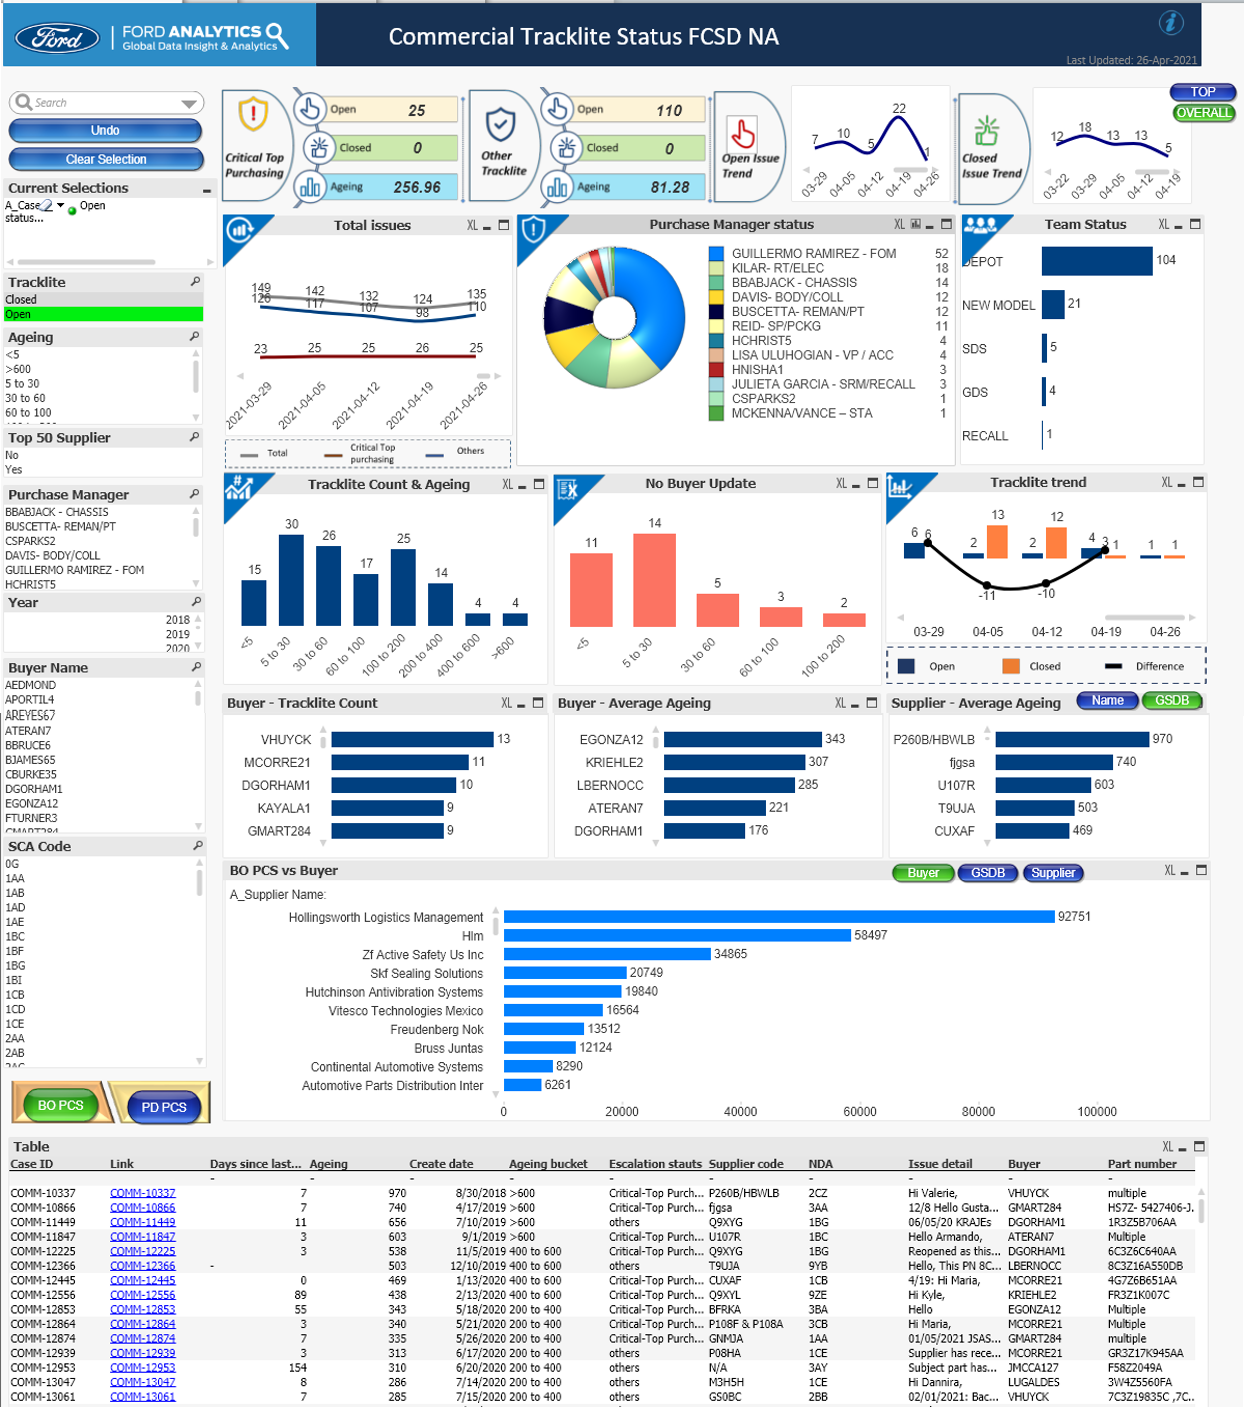 Ford
FORD ANALYTICS
Global Data Insight & Analytics
Commercial Tracklite Status FCSD NA
Last Updated: 26-Apr-2021
Search
Undo
Clear Selection
Current Selections
A_Case status... Open
Critical Top Purchasing
Open 25
Closed 0
Ageing 256.96
Other Tracklite
Open 110
Closed 0
Ageing 81.28
Open Issue Trend
7 10 5 22 1
03-29 04-05 04-12 04-19 04-26
Closed Issue Trend
12 18 13 13 5
03-22 03-29 04-05 04-12 04-19
TOP
OVERALL
Tracklite
Closed
Open
Ageing
<5
>600
5 to 30
30 to 60
60 to 100
Top 50 Supplier
No
Yes
Purchase Manager
BBABJACK - CHASSIS
BUSCETTA- REMAN/PT
CSPARKS2
DAVIS- BODY/COLL
GUILLERMO RAMIREZ - FOM
HCHRIST5
Year
2018
2019
2020
Buyer Name
AEDMOND
APORTIL4
AREYES67
ATERAN7
BBRUCE6
BJAMES65
CBURKE35
DGORHAM1
EGONZA12
FTURNER3
GMART284
SCA Code
0G
1AA
1AB
1AD
1AE
1BC
1BF
1BG
1BI
1CB
1CD
1CE
2AA
2AB
2AC
BO PCS
PD PCS
Total issues
XL
149 142 132 124 135
126 117 107 98 110
23 25 25 26 25
2021-03-29 2021-04-05 2021-04-12 2021-04-19 2021-04-26
Total
Critical Top purchasing
Others
Purchase Manager status
XL
GUILLERMO RAMIREZ - FOM 52
KILAR- RT/ELEC 18
BBABJACK - CHASSIS 14
DAVIS- BODY/COLL 12
BUSCETTA- REMAN/PT 12
REID- SP/PCKG 11
HCHRIST5 4
LISA ULUHOGIAN - VP / ACC 4
HNISHA1 3
JULIETA GARCIA - SRM/RECALL 3
CSPARKS2 1
MCKENNA/VANCE – STA 1
Team Status
XL
DEPOT 104
NEW MODEL 21
SDS 5
GDS 4
RECALL 1
Tracklite Count & Ageing
XL
15 30 26 17 25 14 4 4
<5 5 to 30 30 to 60 60 to 100 100 to 200 200 to 400 400 to 600 >600
No Buyer Update
XL
11 14 5 3 2
<5 5 to 30 30 to 60 60 to 100 100 to 200
Tracklite trend
XL
6 6 2 13 2 12 4 3 1 1 1
-11 -10
03-29 04-05 04-12 04-19 04-26
Open Closed Difference
Buyer - Tracklite Count
XL
VHUYCK 13
MCORRE21 11
DGORHAM1 10
KAYALA1 9
GMART284 9
Buyer - Average Ageing
XL
EGONZA12 343
KRIEHLE2 307
LBERNOCC 285
ATERAN7 221
DGORHAM1 176
Supplier - Average Ageing
Name
GSDB
P260B/HBWLB 970
fjgsa 740
U107R 603
T9UJA 503
CUXAF 469
BO PCS vs Buyer
Buyer
GSDB
Supplier
XL
A_Supplier Name:
Hollingsworth Logistics Management 92751
Hlm 58497
Zf Active Safety Us Inc 34865
Skf Sealing Solutions 20749
Hutchinson Antivibration Systems 19840
Vitesco Technologies Mexico 16564
Freudenberg Nok 13512
Bruss Juntas 12124
Continental Automotive Systems 8290
Automotive Parts Distribution Inter 6261
0 20000 40000 60000 80000 100000
Table
XL
Case ID Link Days since last... Ageing Create date Ageing bucket Escalation stauts Supplier code NDA Issue detail Buyer Part number
- - - - - - - -
COMM-10337 COMM-10337 7 970 8/30/2018 >600 Critical-Top Purch... P260B/HBWLB 2CZ Hi Valerie, VHUYCK multiple
COMM-10866 COMM-10866 7 740 4/17/2019 >600 Critical-Top Purch... fjgsa 3AA 12/8 Hello Gusta... GMART284 HS7Z- 5427406-J.
COMM-11449 COMM-11449 11 656 7/10/2019 >600 others Q9XYG 1BG 06/05/20 KRAJEs DGORHAM1 1R3Z5B706AA
COMM-11847 COMM-11847 3 603 9/1/2019 >600 Critical-Top Purch... U107R 1BC Hello Armando, ATERAN7 Multiple
COMM-12225 COMM-12225 3 538 11/5/2019 400 to 600 Critical-Top Purch... Q9XYG 1BG Reopened as this... DGORHAM1 6C3Z6C640AA
COMM-12366 COMM-12366 - 503 12/10/2019 400 to 600 others T9UJA 9YB Hello, This PN 8C... LBERNOCC 8C3Z16A550DB
COMM-12445 COMM-12445 0 469 1/13/2020 400 to 600 Critical-Top Purch... CUXAF 1CB 4/19: Hi Maria, MCORRE21 4G7Z6B651AA
COMM-12556 COMM-12556 89 438 2/13/2020 400 to 600 Critical-Top Purch... Q9XYL 9ZE Hi Kyle, KRIEHLE2 FR3Z1K007C
COMM-12853 COMM-12853 55 343 5/18/2020 200 to 400 Critical-Top Purch... BFRKA 3BA Hello EGONZA12 Multiple
COMM-12864 COMM-12864 3 340 5/21/2020 200 to 400 Critical-Top Purch... P108F & P108A 3CB Hi Maria, MCORRE21 Multiple
COMM-12874 COMM-12874 7 335 5/26/2020 200 to 400 Critical-Top Purch... GNMJA 1AA 01/05/2021 JSAS... GMART284 multiple
COMM-12939 COMM-12939 3 313 6/17/2020 200 to 400 others P08HA 1CE Supplier has rece... MCORRE21 GR3Z17K945AA
COMM-12953 COMM-12953 154 310 6/20/2020 200 to 400 others N/A 3AY Subject part has... JMCCA127 F58Z2049A
COMM-13047 COMM-13047 8 286 7/14/2020 200 to 400 others M3H5H 1CE Hi Dannira, LUGALDES 3W4Z5560FA
COMM-13061 COMM-13061 7 285 7/15/2020 200 to 400 others GS0BC 2BB 02/01/2021: Bac... VHUYCK 7C3Z19835C ,7C..